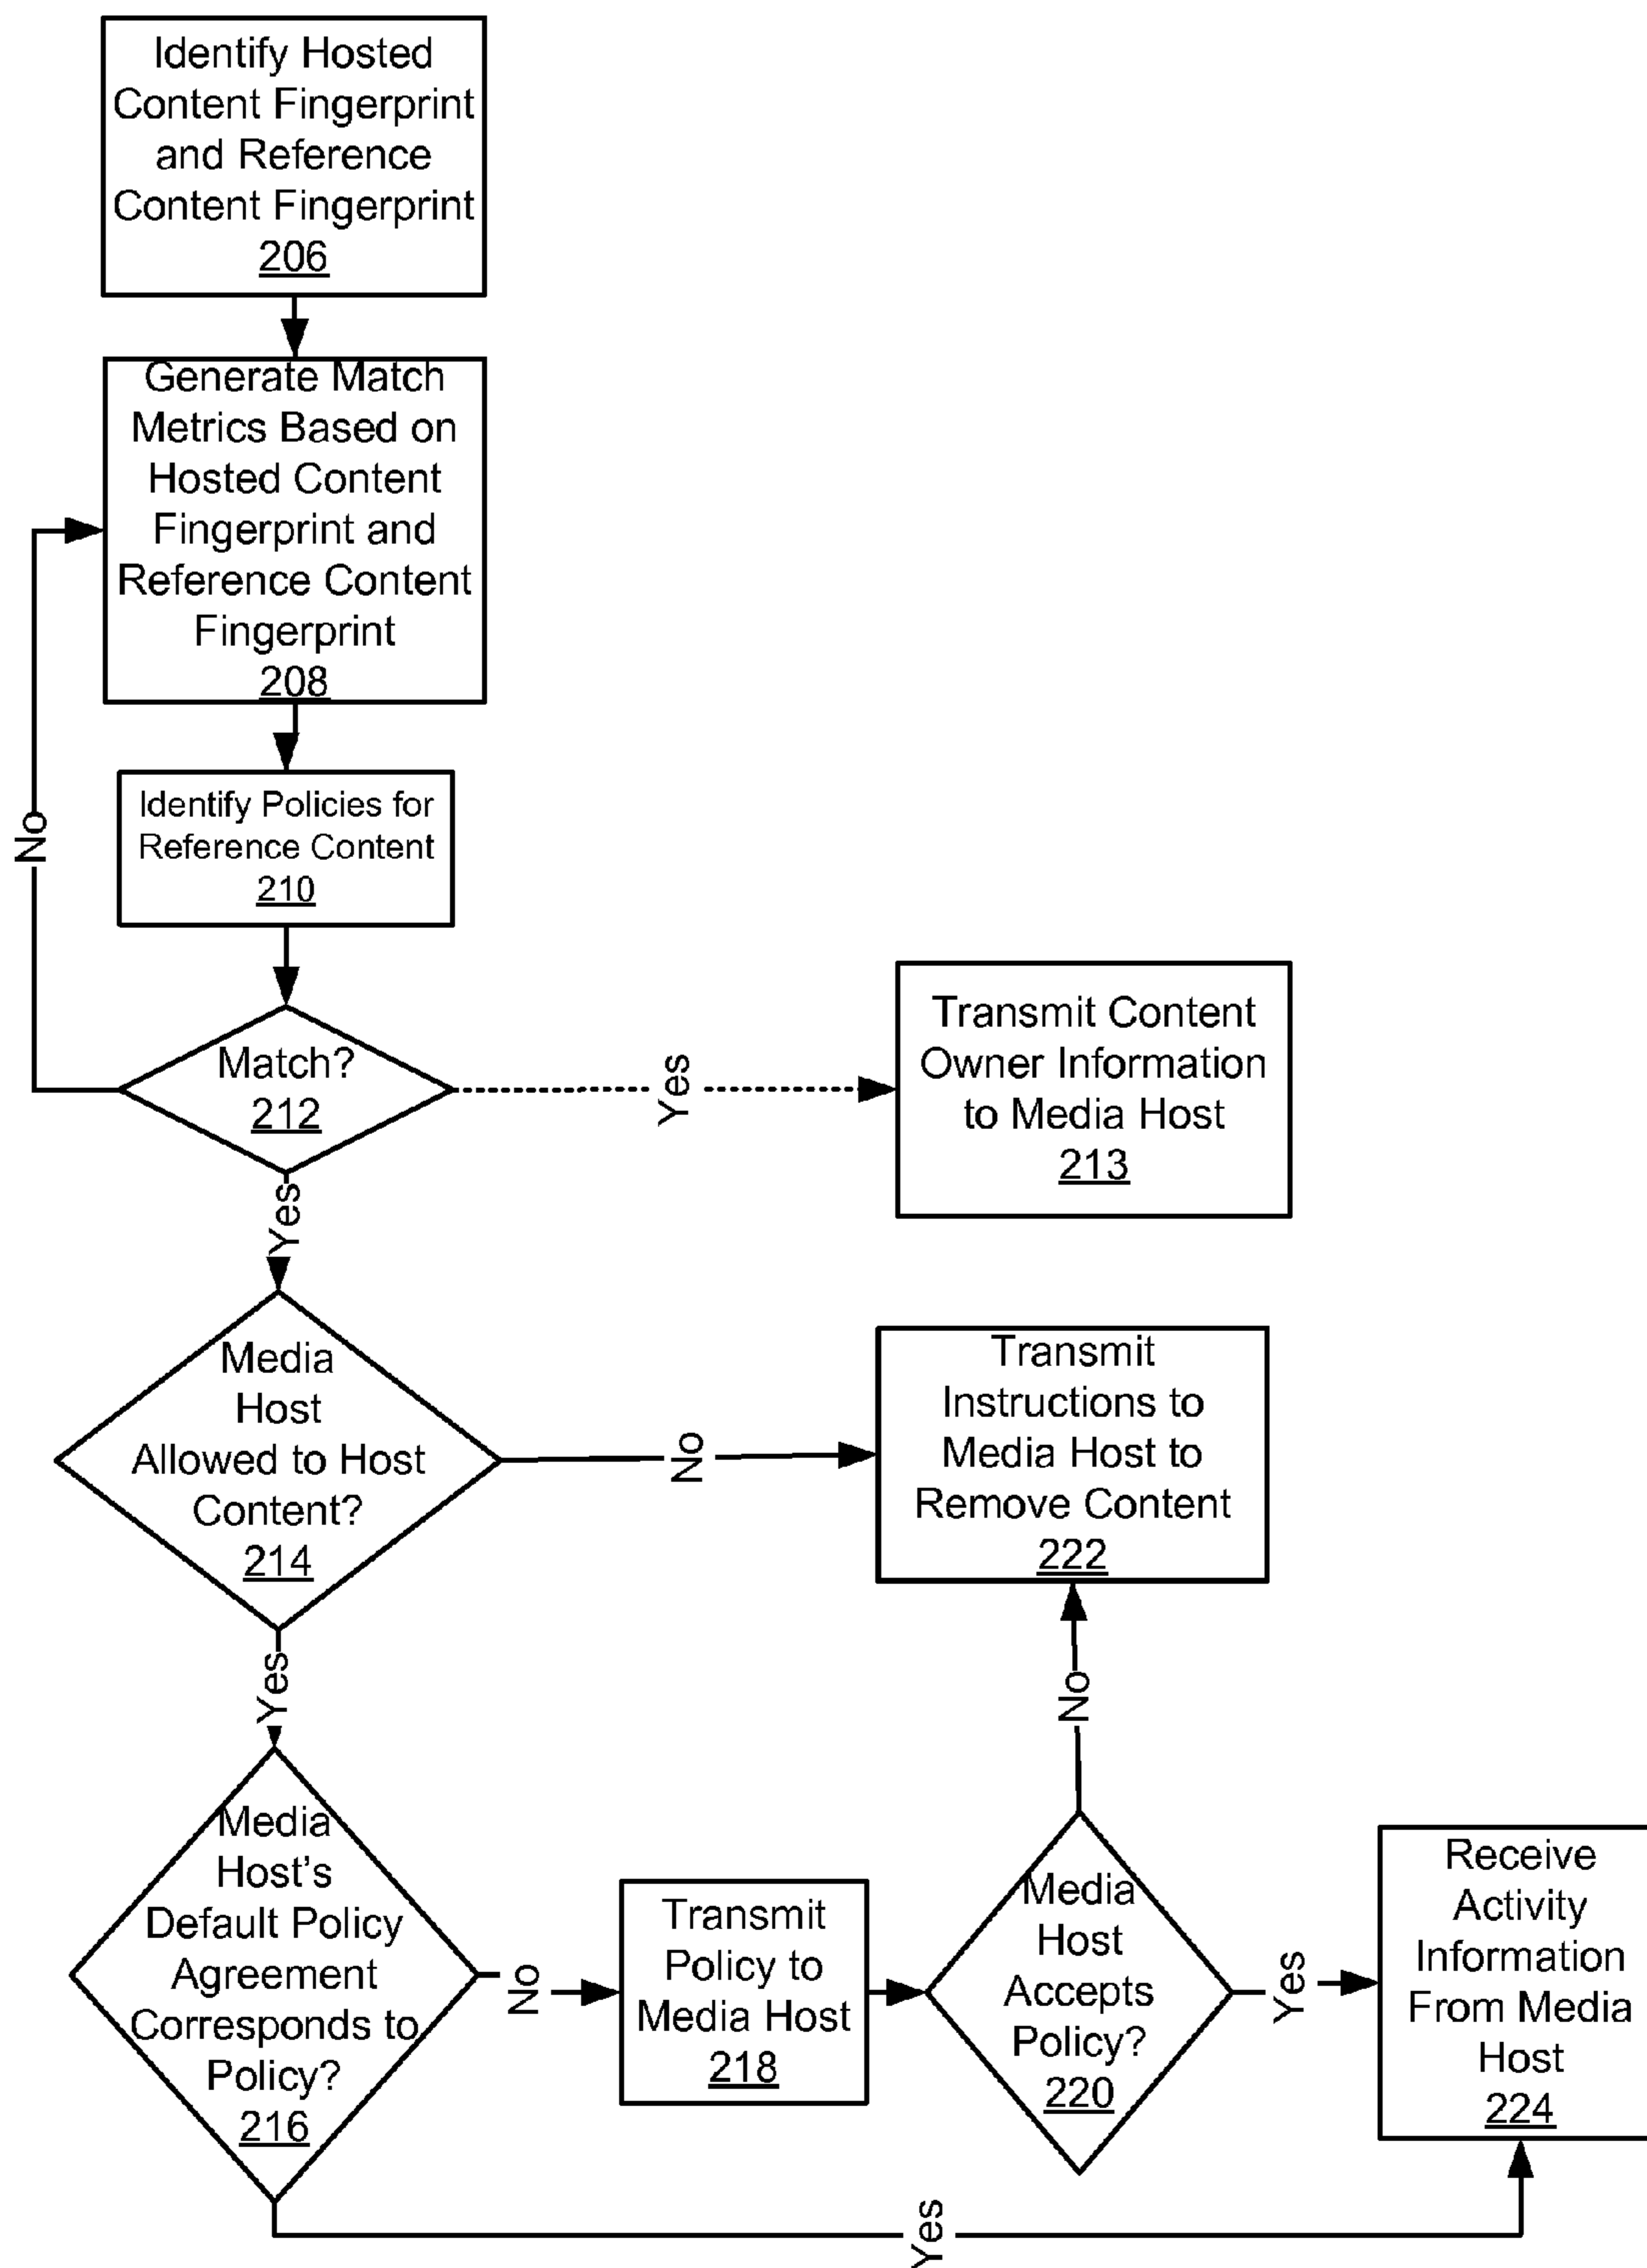 Identify Hosted
Content Fingerprint
and Reference
Content Fingerprint
206
Generate Match
Metrics Based on
Hosted Content
Fingerprint and
Reference Content
Fingerprint
208
Identify Policies for
Reference Content
210
No
Match?
212
Yes
Transmit Content
Owner Information
to Media Host
213
Yes
Media
Host
Allowed to Host
Content?
214
No
Transmit
Instructions to
Media Host to
Remove Content
222
Yes
No
Media
Host's
Default Policy
Agreement
Corresponds to
Policy?
216
No
Transmit
Policy to
Media Host
218
Media
Host
Accepts
Policy?
220
Yes
Receive
Activity
Information
From Media
Host
224
Yes